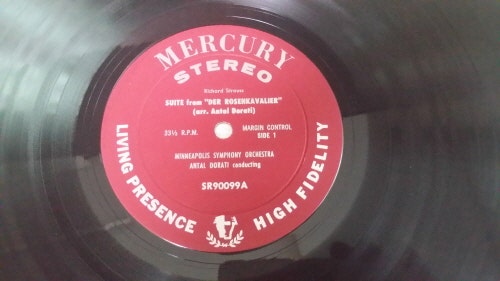 MERCURY
STEREO
Richard Strauss
SUITE from "DER ROSENKAVALIER"
(arr. Antal Dorati)
33⅓ R.P.M.
MARGIN CONTROL
SIDE 1
MINNEAPOLIS SYMPHONY ORCHESTRA
ANTAL DORATI conducting
SR90099A
LIVING PRESENCE
HIGH FIDELITY